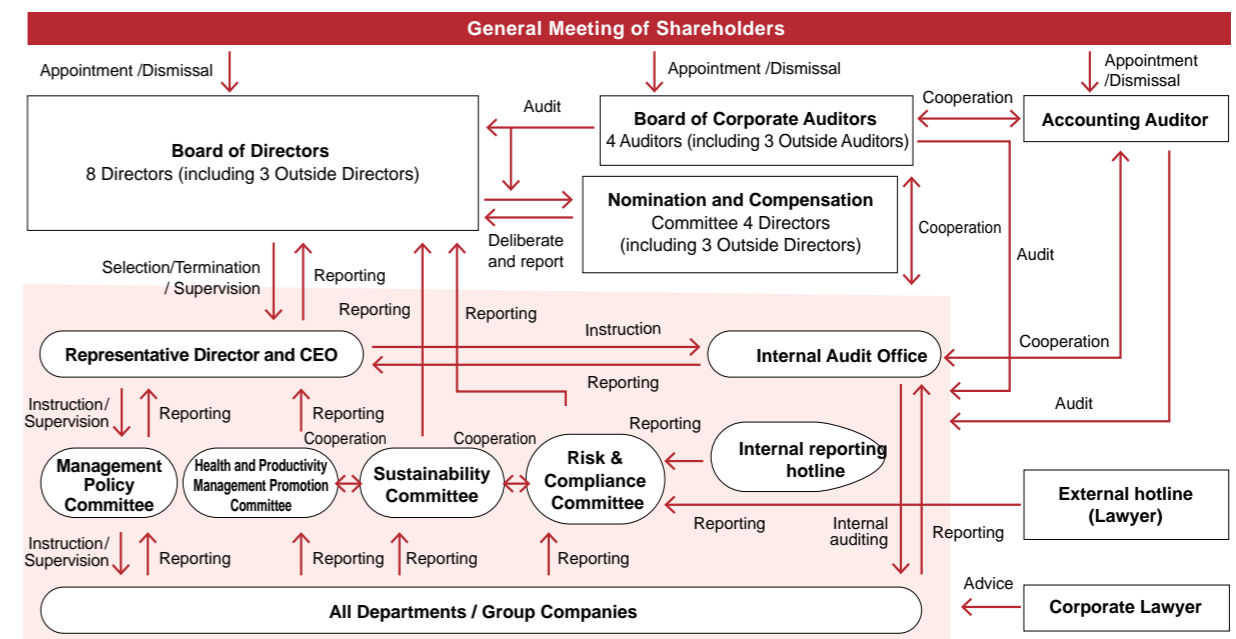 General Meeting of Shareholders
Appointment /Dismissal
Appointment /Dismissal
Appointment
/Dismissal
Board of Directors
8 Directors (including 3 Outside Directors)
Audit
Board of Corporate Auditors
4 Auditors (including 3 Outside Auditors)
Cooperation
Accounting Auditor
Nomination and Compensation
Committee 4 Directors
(including 3 Outside Directors)
Deliberate
and report
Cooperation
Audit
Selection/Termination
/ Supervision
Reporting
Reporting
Reporting
Representative Director and CEO
Instruction
Reporting
Internal Audit Office
Cooperation
Audit
Instruction/
Supervision
Reporting
Reporting
Cooperation
Cooperation
Reporting
Management
Policy
Committee
Health and Productivity
Management Promotion
Committee
Sustainability
Committee
Risk &
Compliance
Committee
Internal reporting
hotline
External hotline
(Lawyer)
Reporting
Internal
auditing
Reporting
Instruction/
Supervision
Reporting
Reporting
Reporting
Reporting
All Departments / Group Companies
Advice
Corporate Lawyer